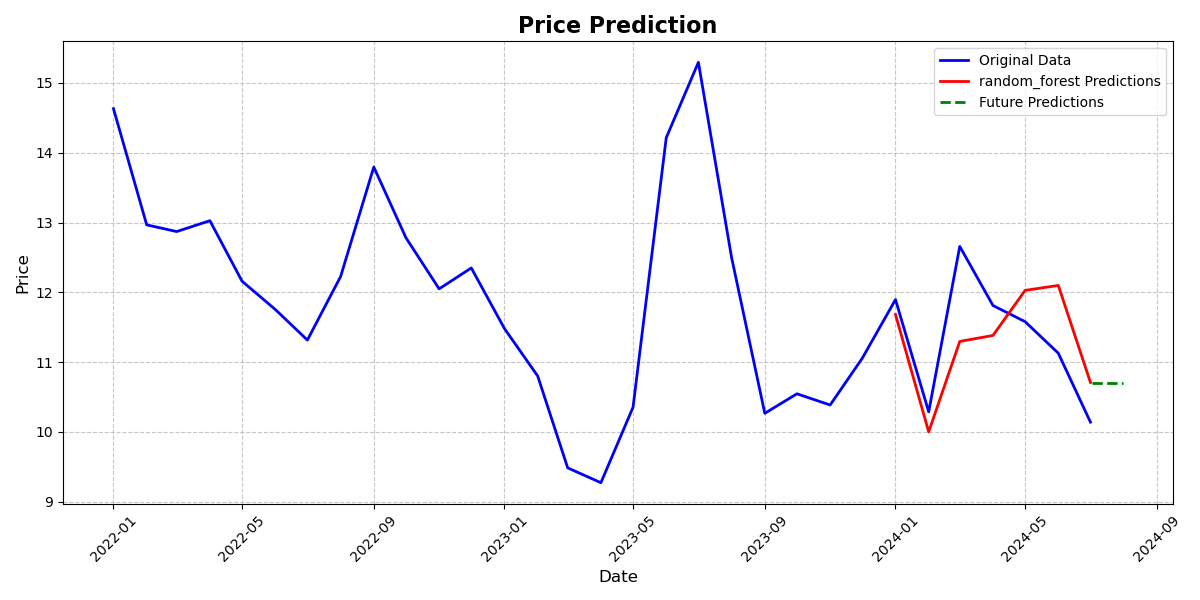 Price Prediction
Original Data
random_forest Predictions
Future Predictions
Price
15
14
13
12
11
10
9
2022-01
2022-05
2022-09
2023-01
2023-05
2023-09
2024-01
2024-05
2024-09
Date